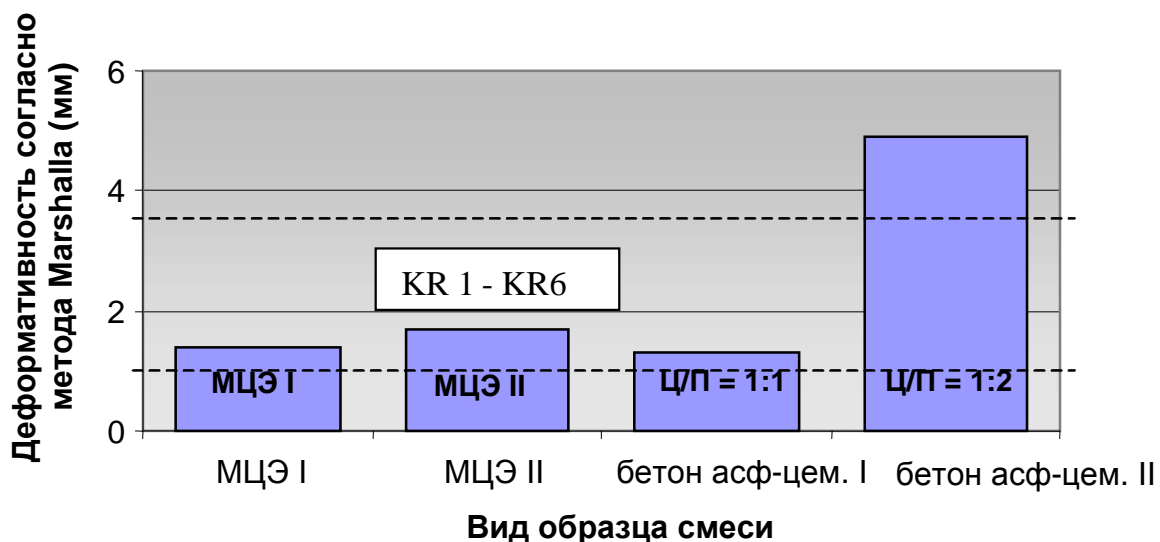 Деформативность согласно
метода Marshalla (мм)
6
4
2
0
KR 1 - KR6
МЦЭ I
МЦЭ II
Ц/П = 1:1
Ц/П = 1:2
МЦЭ I
МЦЭ II
бетон асф-цем. I
бетон асф-цем. II
Вид образца смеси